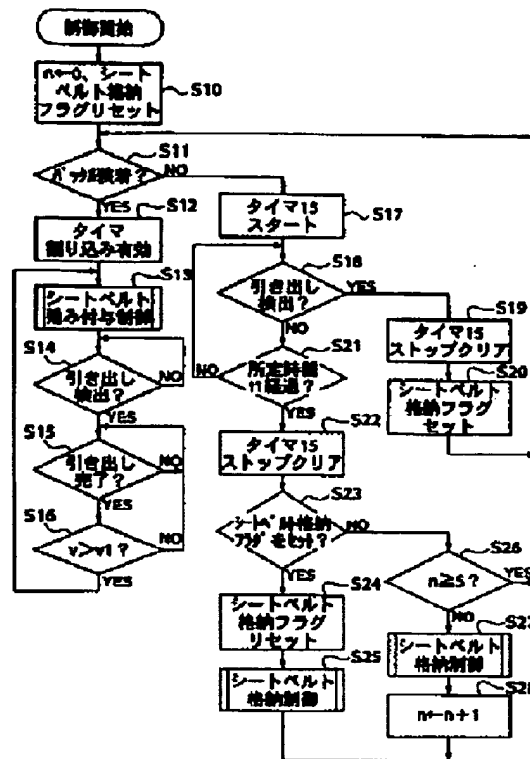 制御開始
n←0、シート
ベルト格納
フラグリセット
S10
S11
バックル装着?
NO
YES
S12
タイマ
割り込み有効
S13
シートベルト
弛み付与制御
S14
引き出し
検出?
NO
YES
S15
引き出し
完了?
NO
YES
S16
v>v1?
NO
YES
S17
タイマ15
スタート
S18
引き出し
検出?
YES
NO
S19
タイマ15
ストップクリア
S20
シートベルト
格納フラグ
セット
S21
所定時間
t1経過?
NO
YES
S22
タイマ15
ストップクリア
S23
シートベルト格納
フラグをセット?
NO
YES
S24
シートベルト
格納フラグ
リセット
S25
シートベルト
格納制御
S26
n≧5?
YES
NO
S27
シートベルト
格納制御
S28
n←n+1